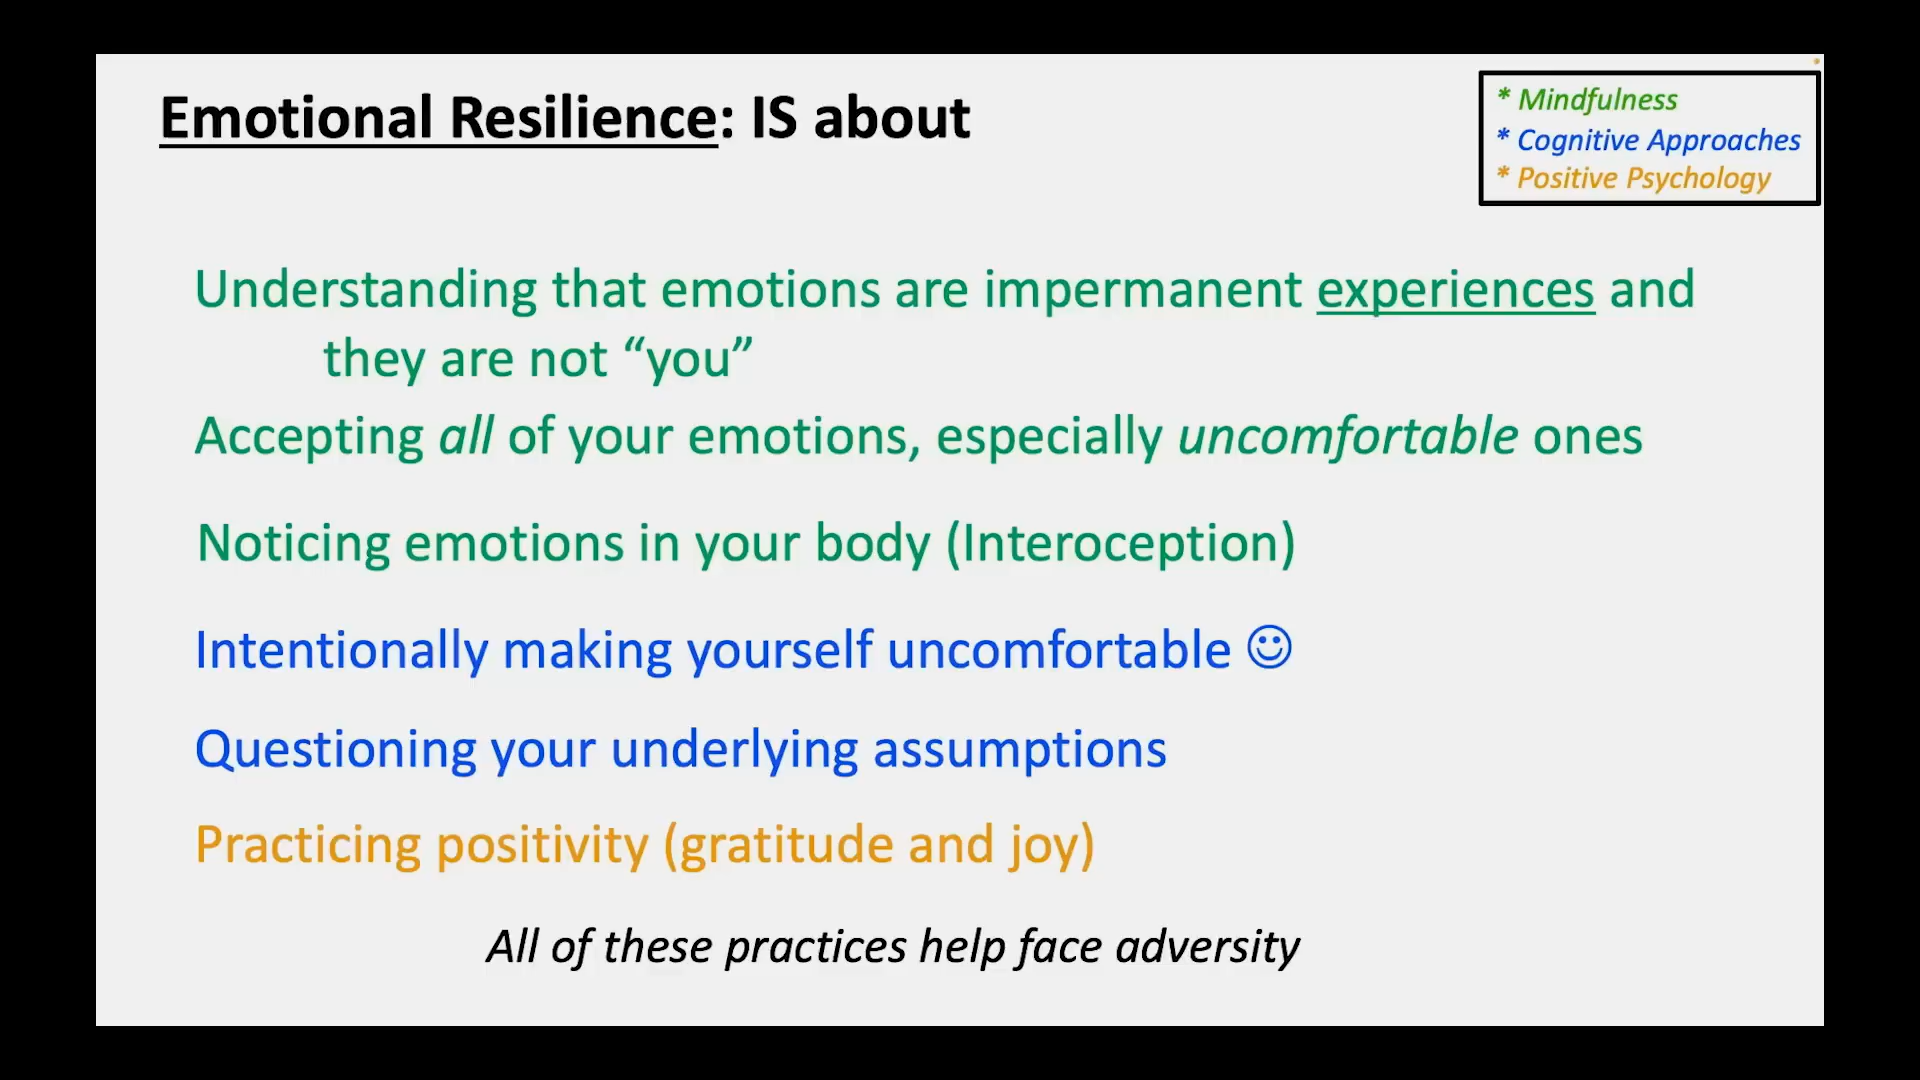 Emotional Resilience: IS about
* Mindfulness
* Cognitive Approaches
* Positive Psychology
Understanding that emotions are impermanent experiences and
they are not “you”
Accepting all of your emotions, especially uncomfortable ones
Noticing emotions in your body (Interoception)
Intentionally making yourself uncomfortable ☺
Questioning your underlying assumptions
Practicing positivity (gratitude and joy)
All of these practices help face adversity